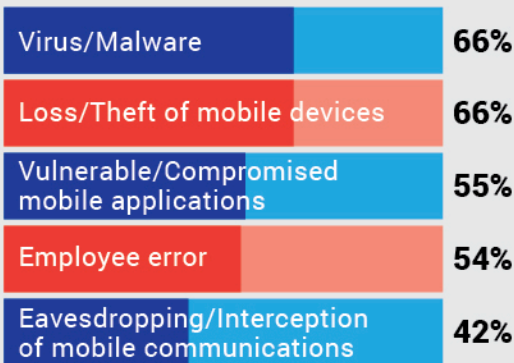 Virus/Malware 66%
Loss/Theft of mobile devices 66%
Vulnerable/Compromised
mobile applications 55%
Employee error 54%
Eavesdropping/Interception
of mobile communications 42%